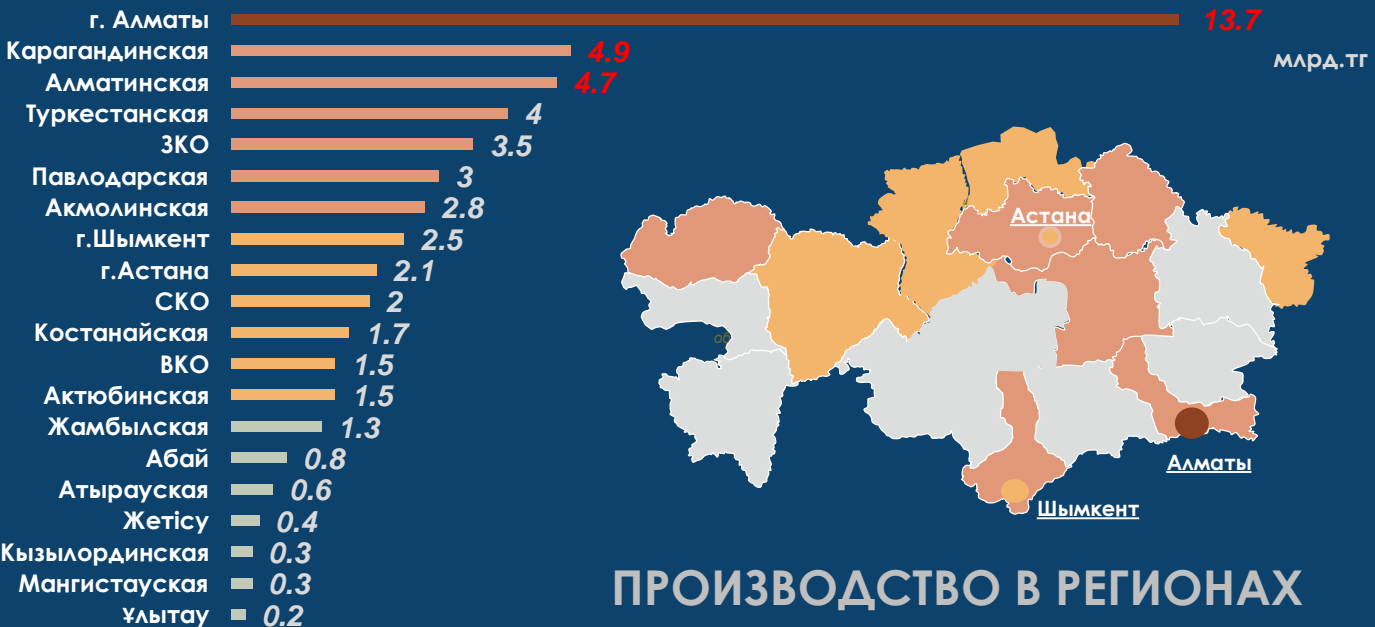 г. Алматы 13.7
Карагандинская 4.9
млрд.тг
Алматинская 4.7
Туркестанская 4
ЗКО 3.5
Павлодарская 3
Акмолинская 2.8
г.Шымкент 2.5
г.Астана 2.1
СКО 2
Костанайская 1.7
ВКО 1.5
Актюбинская 1.5
Жамбылская 1.3
Абай 0.8
Атырауская 0.6
Жетісу 0.4
Кызылординская 0.3
Мангистауская 0.3
Ұлытау 0.2
Астана
об
Алматы
Шымкент
ПРОИЗВОДСТВО В РЕГИОНАХ